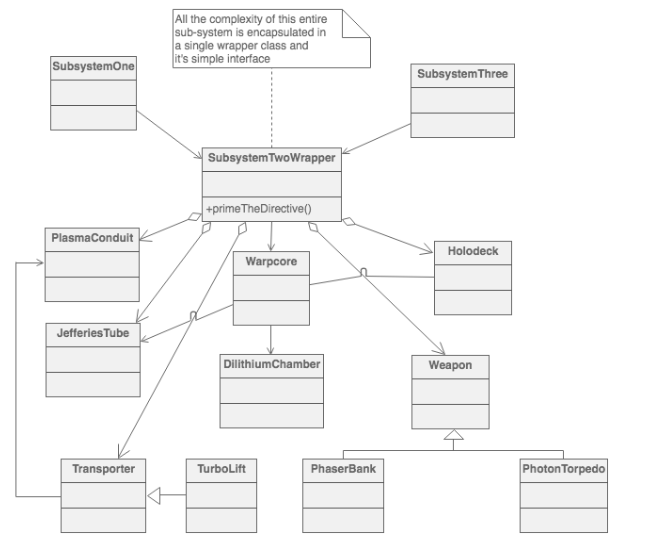 All the complexity of this entire
sub-system is encapsulated in
a single wrapper class and
it's simple interface
SubsystemOne
SubsystemThree
SubsystemTwoWrapper
+primeTheDirective()
PlasmaConduit
Warpcore
Holodeck
JefferiesTube
DilithiumChamber
Weapon
Transporter
TurboLift
PhaserBank
PhotonTorpedo